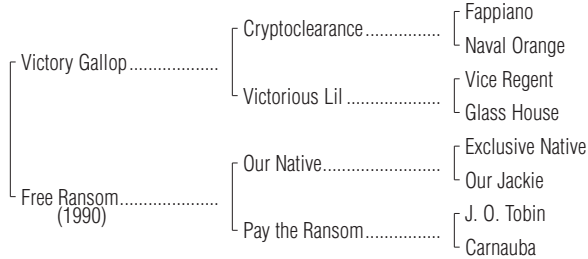 Fappiano
Cryptoclearance..................
Naval Orange
Victory Gallop...................
Vice Regent
Victorious Lil ....................
Glass House
Exclusive Native
Our Native.........................
Our Jackie
Free Ransom....................
(1990)
J. O. Tobin
Pay the Ransom................
Carnauba